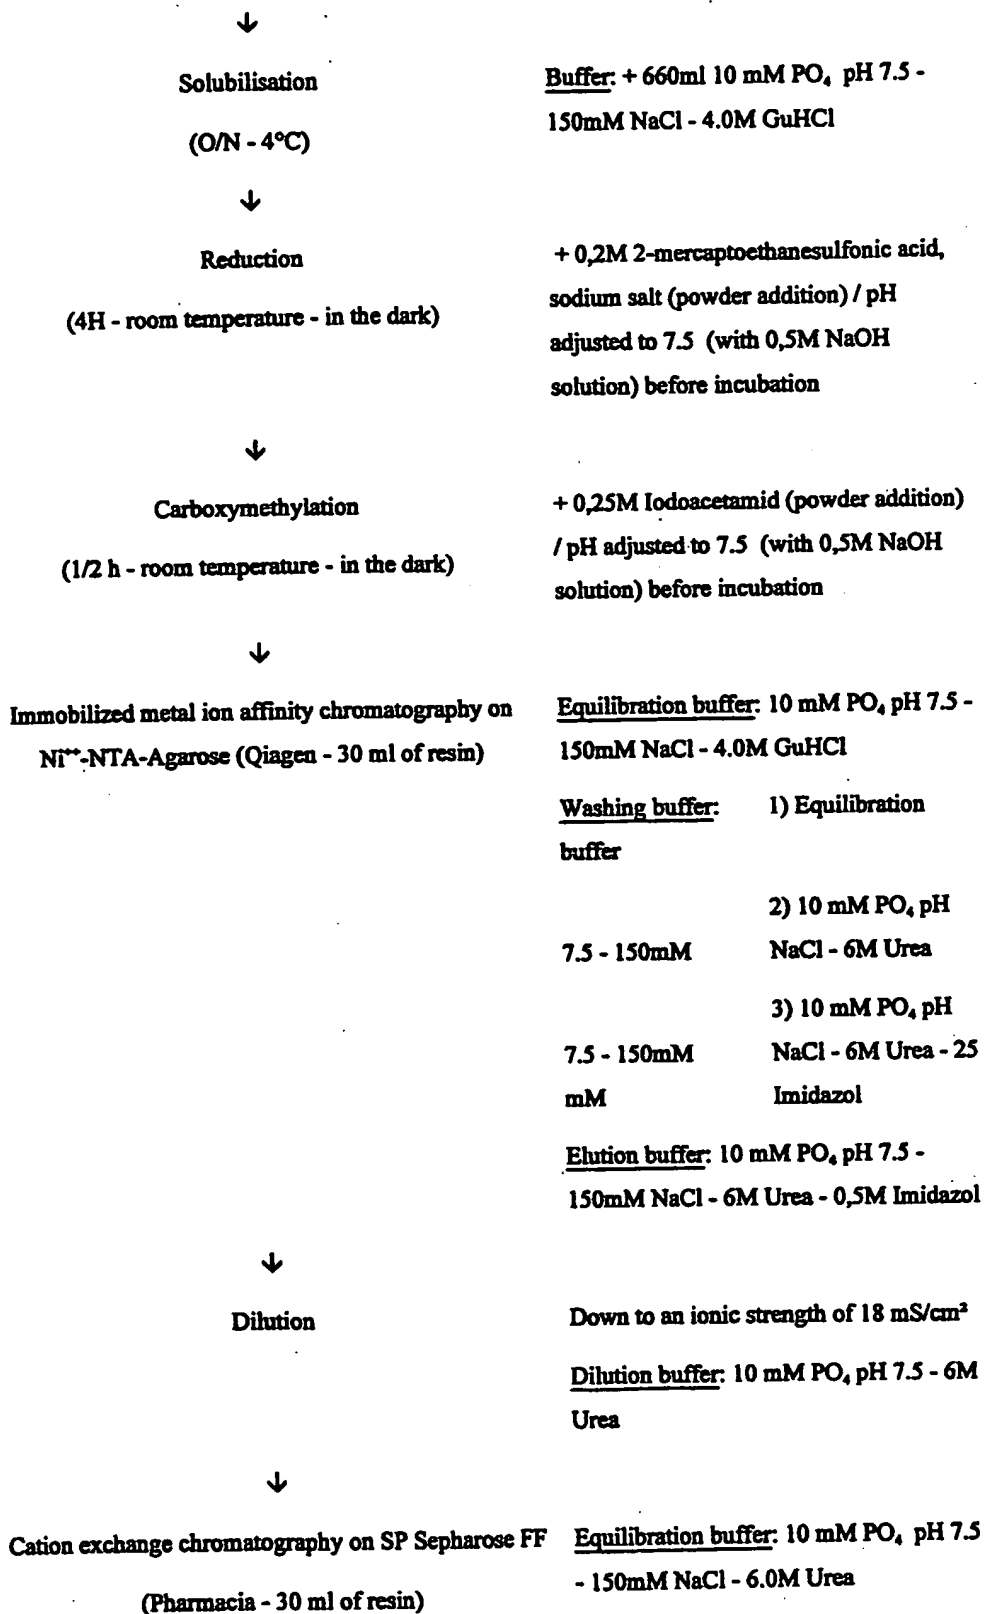 ↓
Solubilisation
(O/N - 4°C)
Buffer: + 660ml 10 mM PO₄ pH 7.5 -
150mM NaCl - 4.0M GuHCl
↓
Reduction
(4H - room temperature - in the dark)
+ 0,2M 2-mercaptoethanesulfonic acid,
sodium salt (powder addition) / pH
adjusted to 7.5 (with 0,5M NaOH
solution) before incubation
↓
Carboxymethylation
(1/2 h - room temperature - in the dark)
+ 0,25M Iodoacetamid (powder addition)
/ pH adjusted to 7.5 (with 0,5M NaOH
solution) before incubation
↓
Immobilized metal ion affinity chromatography on
Ni⁺⁺-NTA-Agarose (Qiagen - 30 ml of resin)
Equilibration buffer: 10 mM PO₄ pH 7.5 -
150mM NaCl - 4.0M GuHCl
Washing buffer: 1) Equilibration
buffer
2) 10 mM PO₄ pH
7.5 - 150mM NaCl - 6M Urea
3) 10 mM PO₄ pH
7.5 - 150mM NaCl - 6M Urea - 25
mM Imidazol
Elution buffer: 10 mM PO₄ pH 7.5 -
150mM NaCl - 6M Urea - 0,5M Imidazol
↓
Dilution
Down to an ionic strength of 18 mS/cm²
Dilution buffer: 10 mM PO₄ pH 7.5 - 6M
Urea
↓
Cation exchange chromatography on SP Sepharose FF
(Pharmacia - 30 ml of resin)
Equilibration buffer: 10 mM PO₄ pH 7.5
- 150mM NaCl - 6.0M Urea